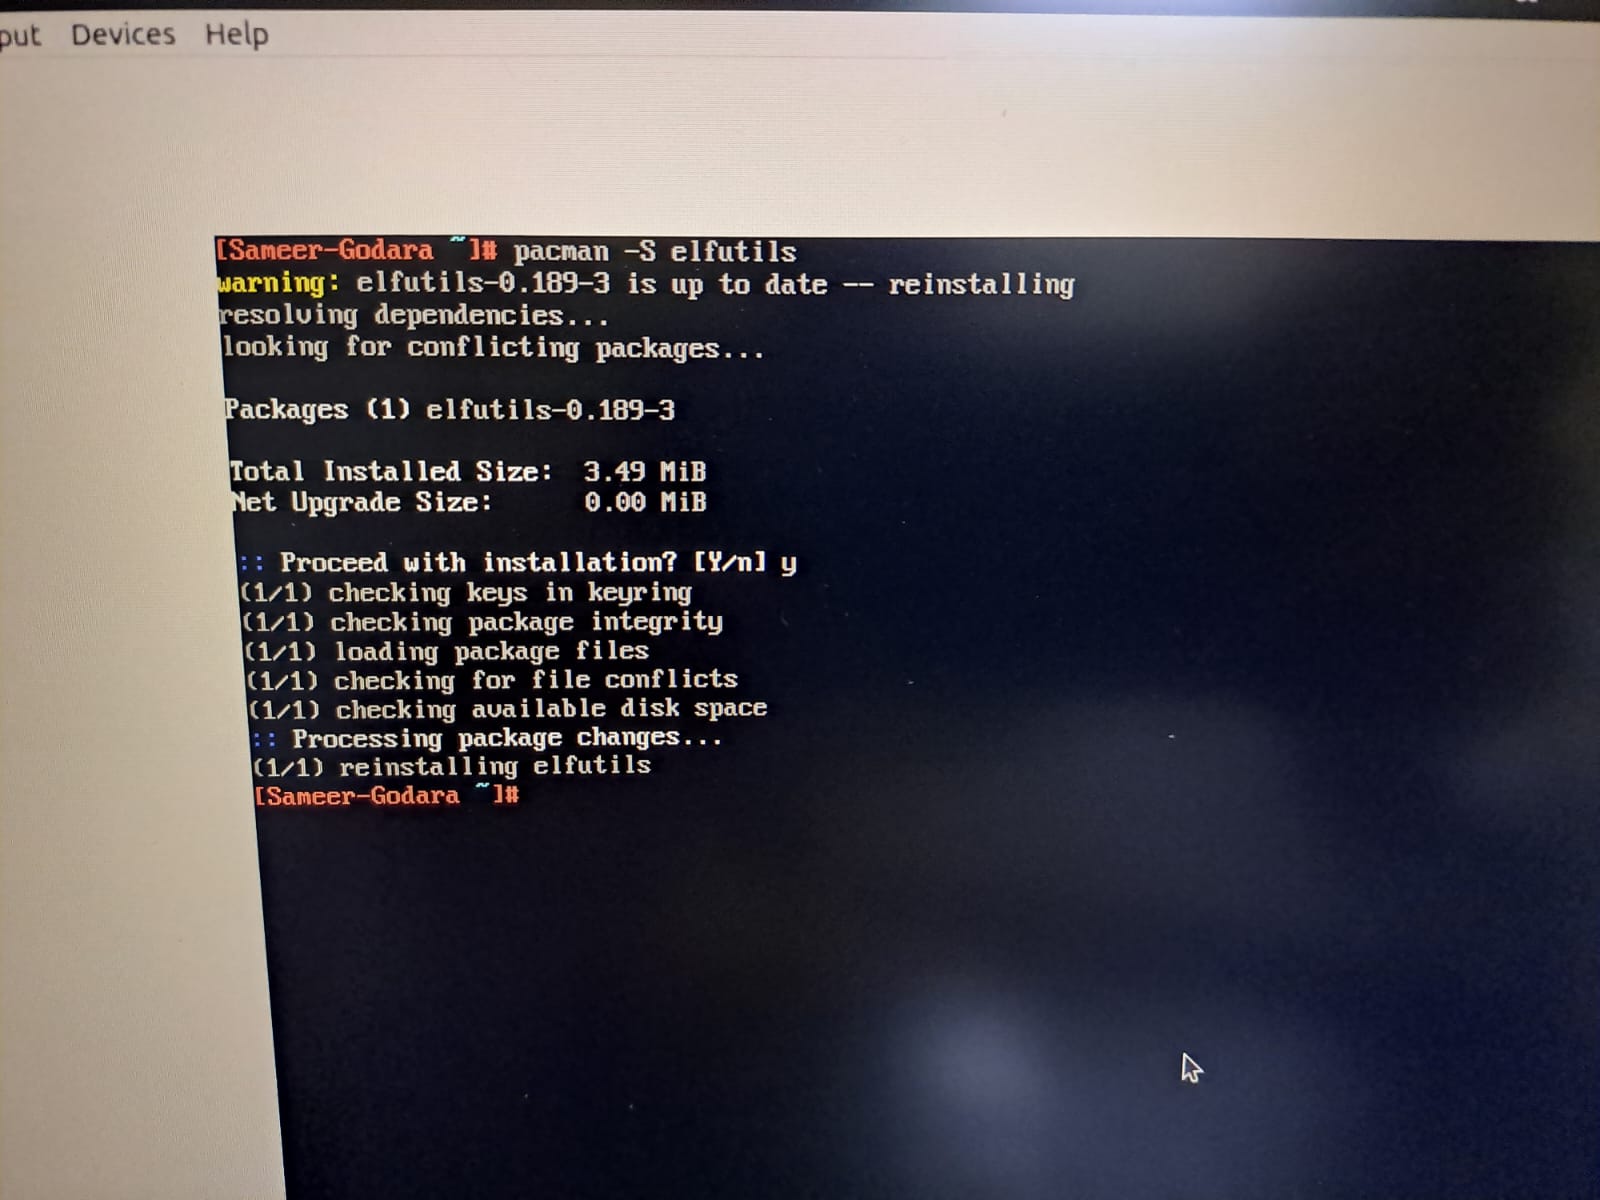 put Devices Help
[Sameer-Godara ~]# pacman -S elfutils
warning: elfutils-0.189-3 is up to date -- reinstalling
resolving dependencies...
looking for conflicting packages...
Packages (1) elfutils-0.189-3
Total Installed Size: 3.49 MiB
Net Upgrade Size: 0.00 MiB
:: Proceed with installation? [Y/n] y
(1/1) checking keys in keyring
(1/1) checking package integrity
(1/1) loading package files
(1/1) checking for file conflicts
(1/1) checking available disk space
:: Processing package changes...
(1/1) reinstalling elfutils
[Sameer-Godara ~]#